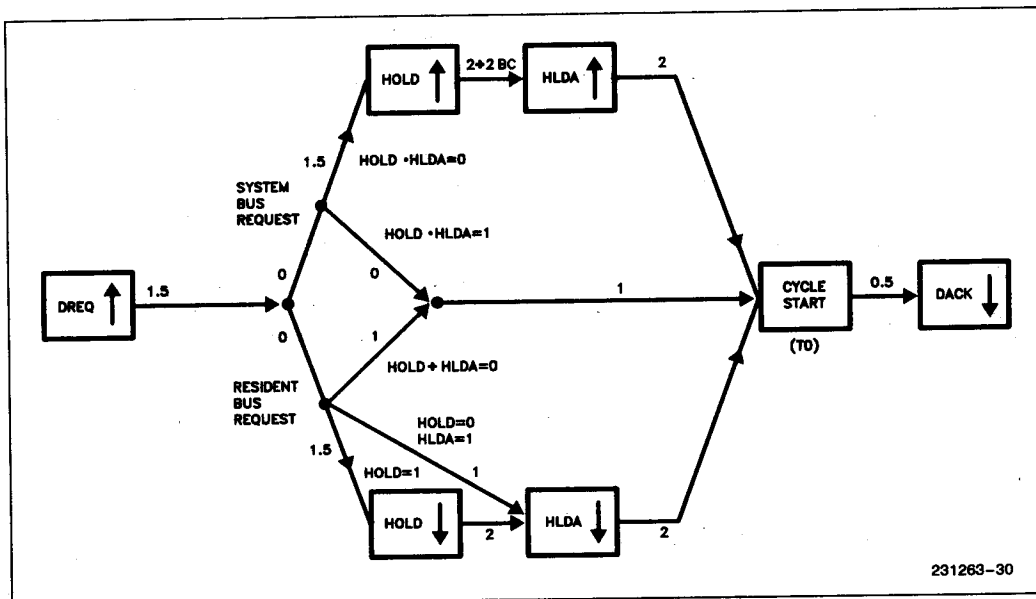 HOLD
2+2 BC
HLDA
2
1.5
HOLD •HLDA=0
SYSTEM
BUS
REQUEST
HOLD •HLDA=1
0
0
DREQ
1.5
1
CYCLE
START
0.5
DACK
(T0)
0
1
HOLD+HLDA=0
RESIDENT
BUS
REQUEST
HOLD=0
HLDA=1
1.5
HOLD=1
1
HOLD
2
HLDA
2
231263-30